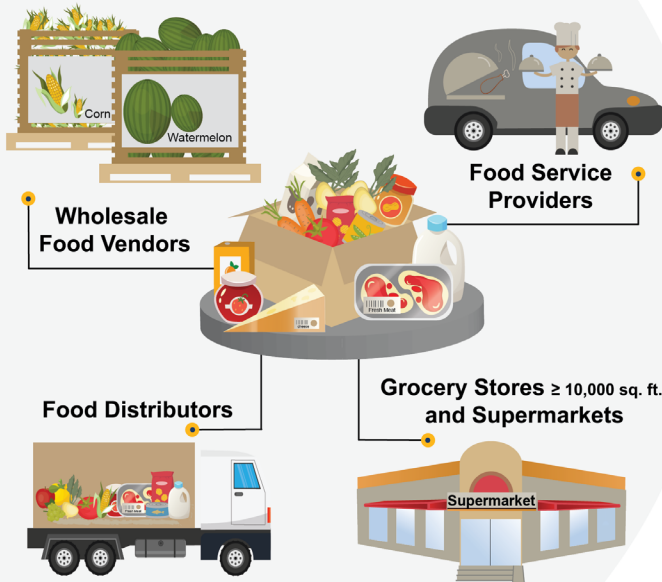 Corn
Watermelon
Food Service
Providers
Wholesale
Food Vendors
Fresh Meat
Food Distributors
Grocery Stores ≥ 10,000 sq. ft.
and Supermarkets
Supermarket